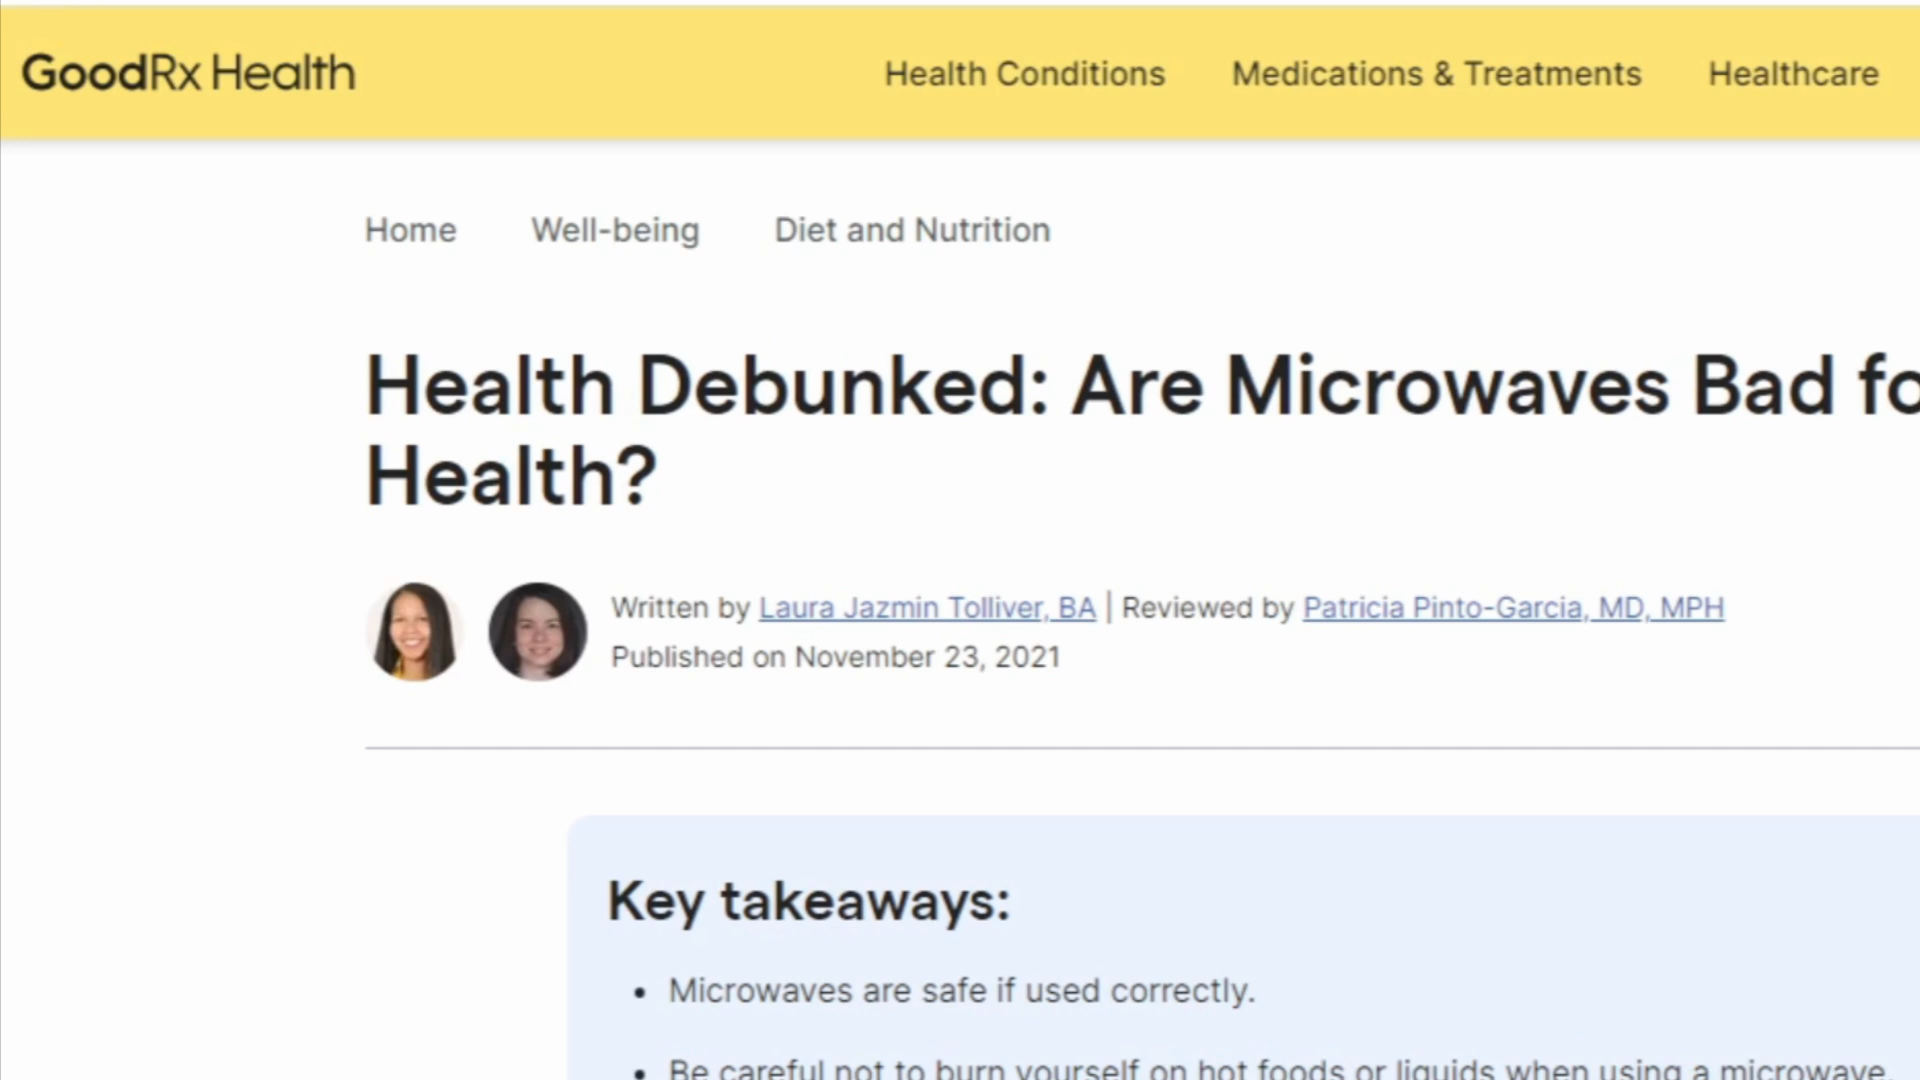 GoodRx Health
Health Conditions
Medications & Treatments
Healthcare
Home
Well-being
Diet and Nutrition
Health Debunked: Are Microwaves Bad
Health?
Written by Laura Jazmin Tolliver, BA | Reviewed by Patricia Pinto-Garcia, MD, MPH
Published on November 23, 2021
Key takeaways:
• Microwaves are safe if used correctly.
• Be careful not to burn yourself on hot foods or liquids when using a microwave.